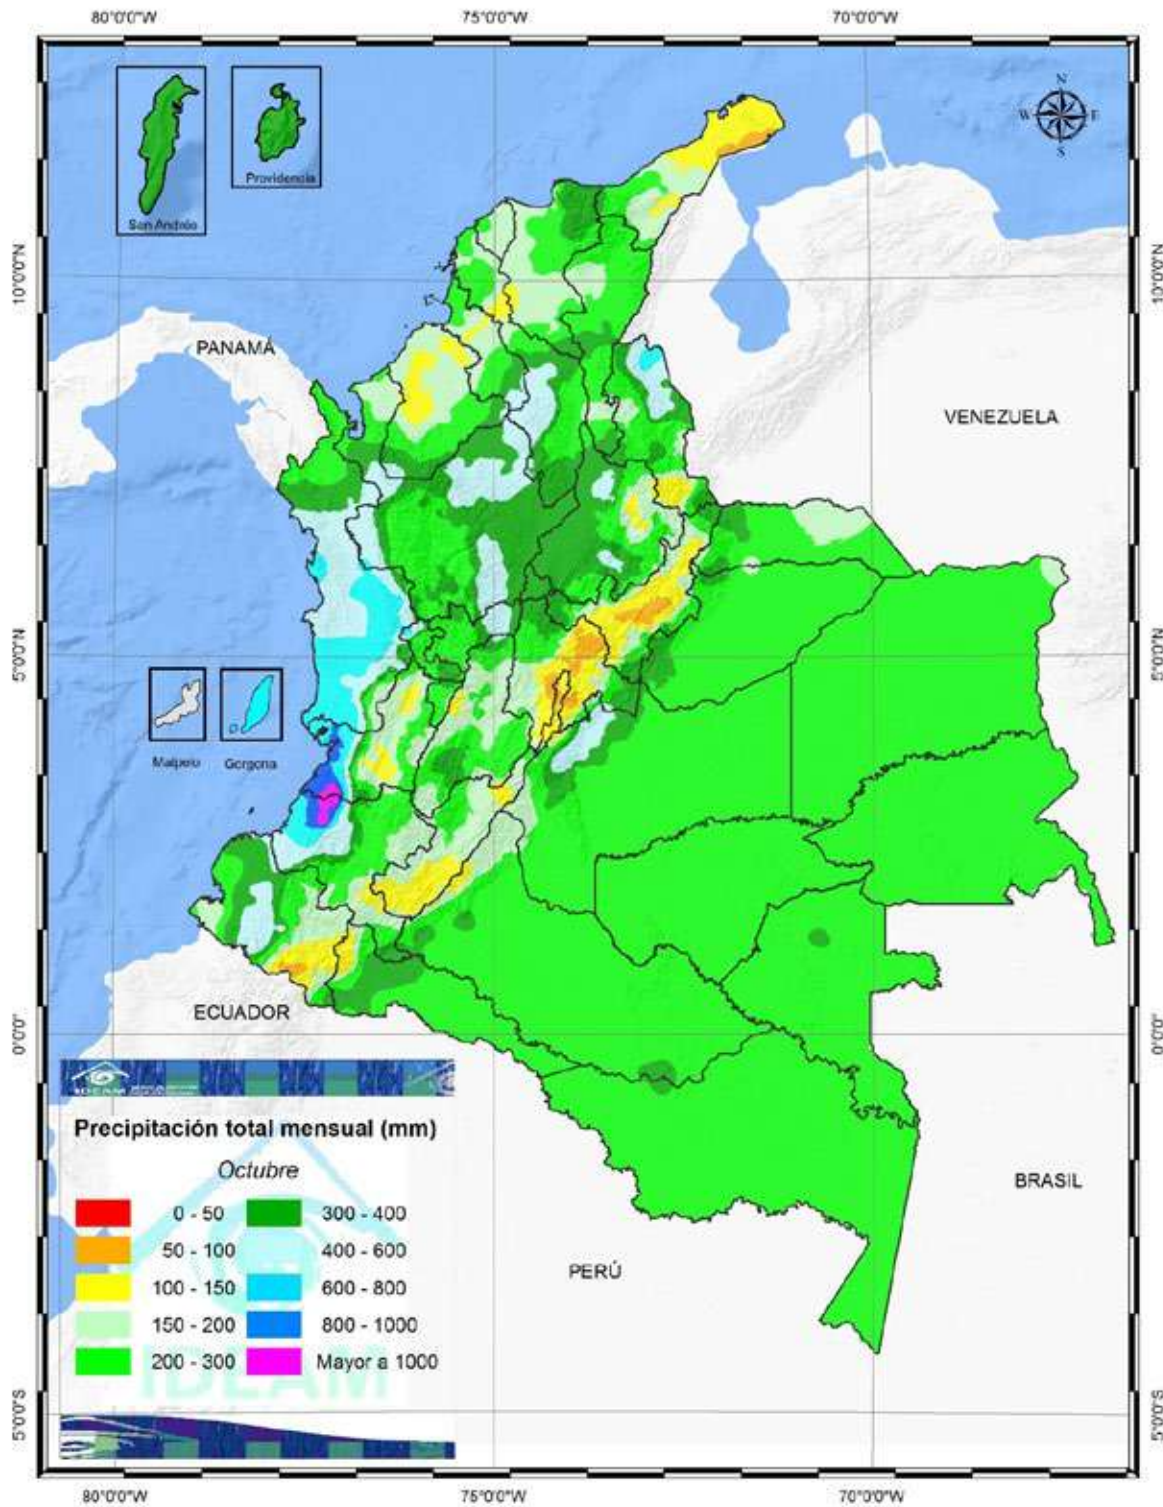 80°0'0"W 75°0'0"W 70°0'0"W
N
W E
S
San Andrés
Providencia
10°0'0"N 10°0'0"N
PANAMÁ
VENEZUELA
5°0'0"N 5°0'0"N
Malpelo Gorgona
ECUADOR
0°0'0" 0°0'0"
IDEAM
Precipitación total mensual (mm)
Octubre
0 - 50 300 - 400
50 - 100 400 - 600
100 - 150 600 - 800
150 - 200 800 - 1000
200 - 300 Mayor a 1000
IDEAM
BRASIL
PERÚ
5°0'0"S 5°0'0"S
80°0'0"W 75°0'0"W 70°0'0"W